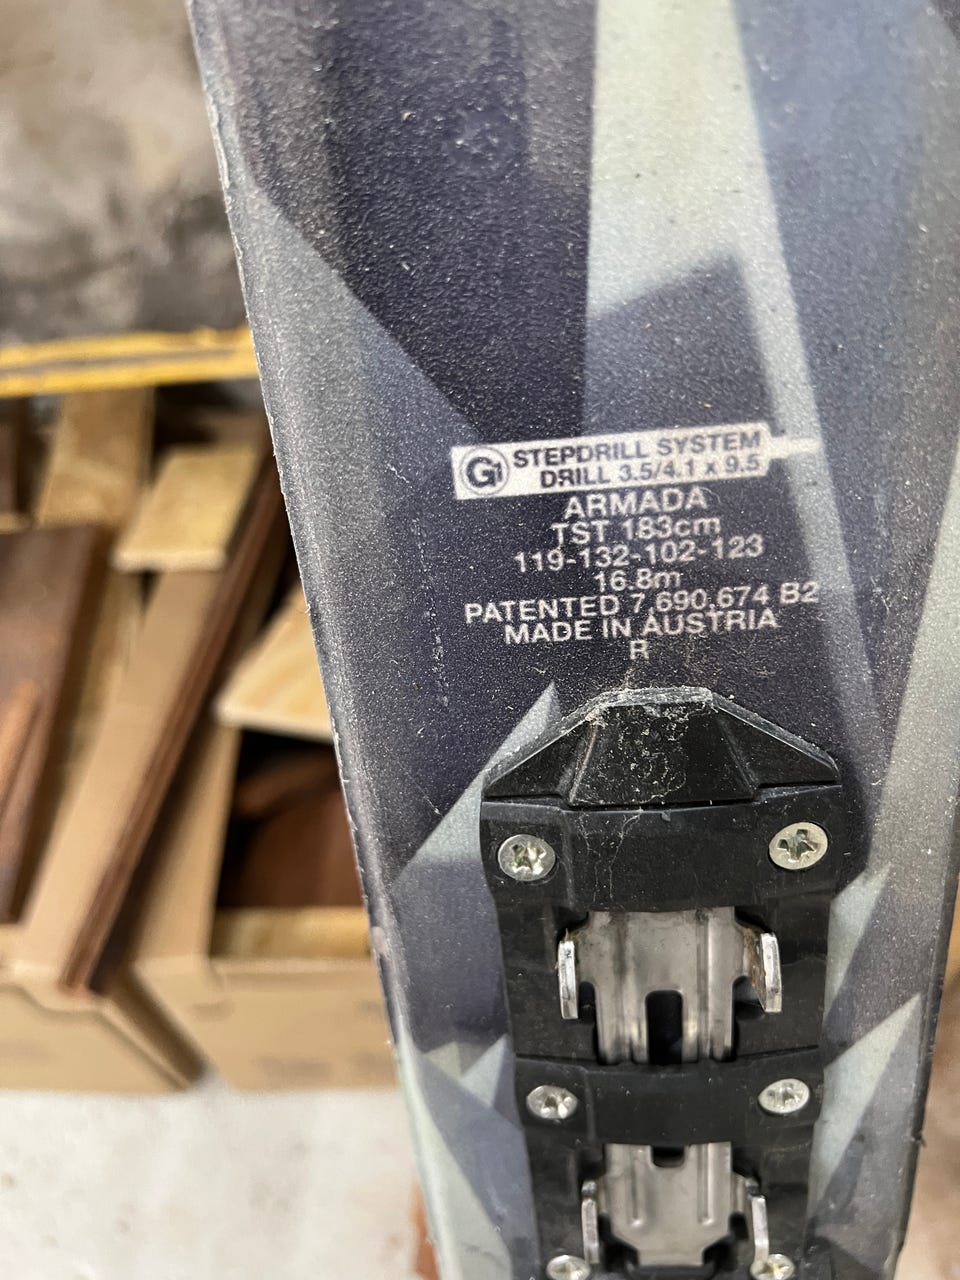 G1 STEPDRILL SYSTEM
DRILL 3.5/4.1 x 9.5
ARMADA
TST 183cm
119-132-102-123
16.8m
PATENTED 7,690,674 B2
MADE IN AUSTRIA
R